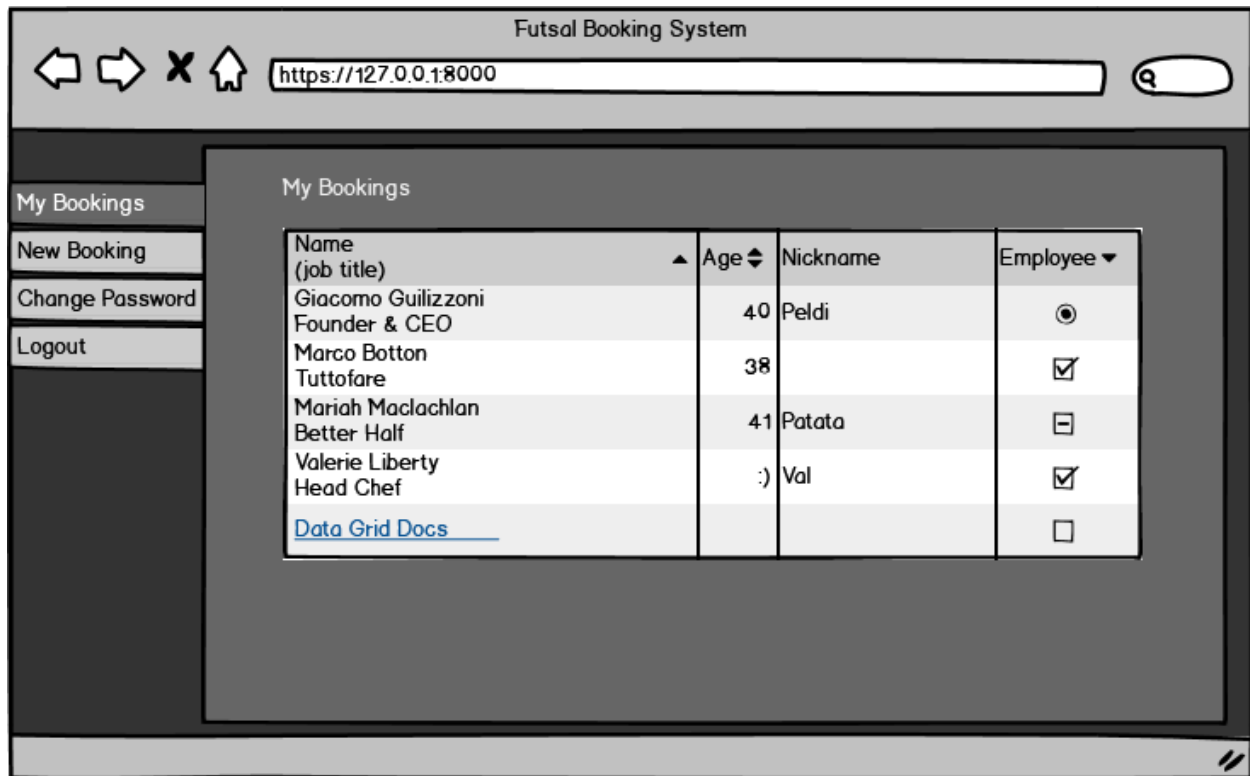 Futsal Booking System
https://127.0.0.1:8000
My Bookings
New Booking
Change Password
Logout
My Bookings
Name
(job title)
Age
Nickname
Employee
Giacomo Guilizzoni
Founder & CEO
40
Peldi
Marco Botton
Tuttofare
38
Mariah Maclachlan
Better Half
41
Patata
Valerie Liberty
Head Chef
:)
Val
Data Grid Docs